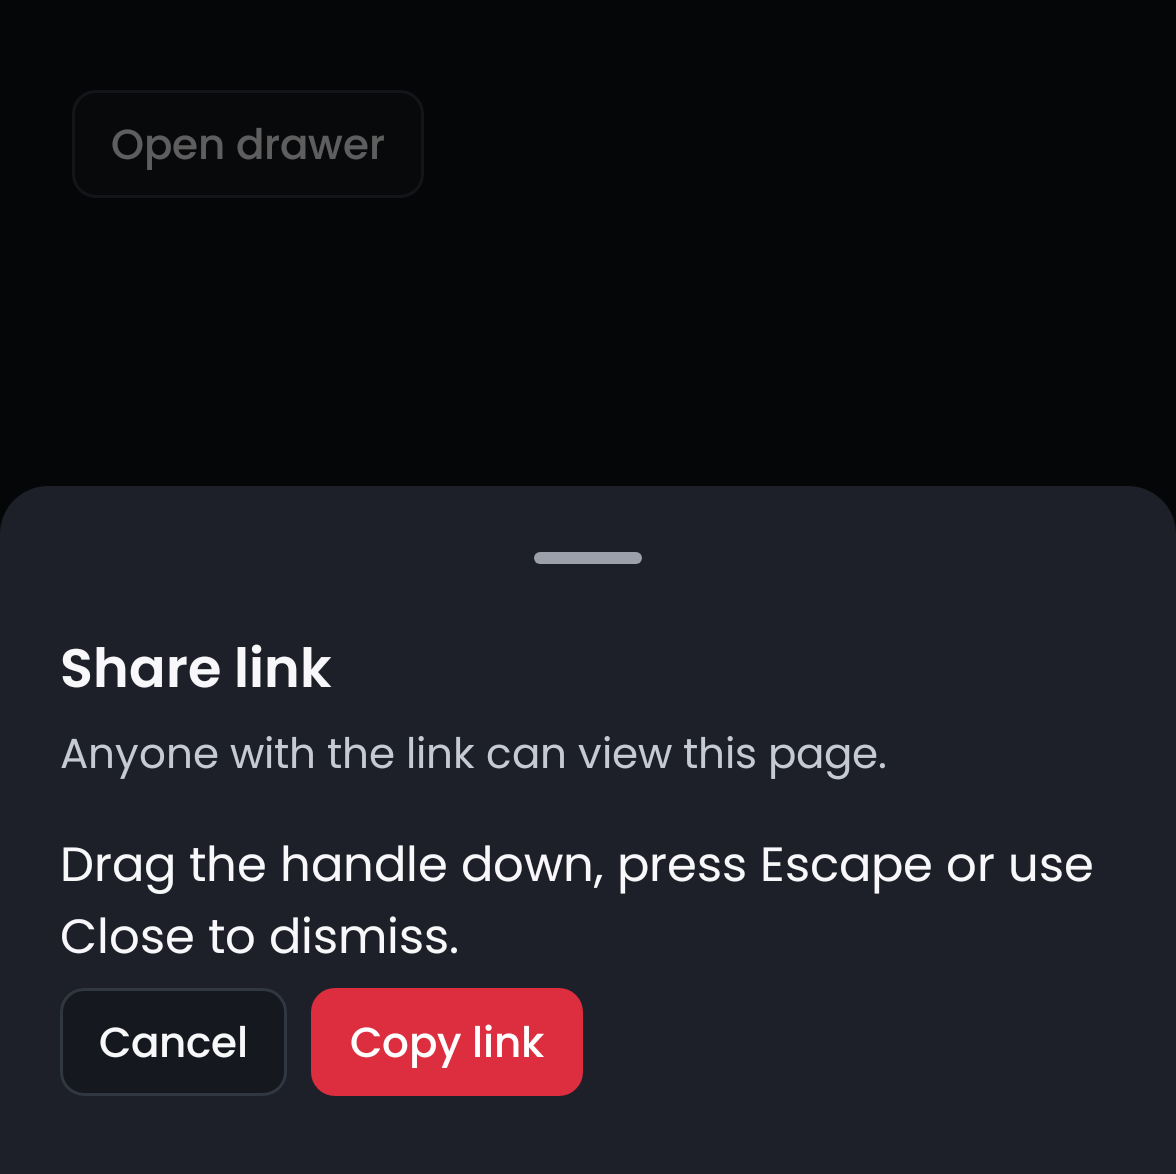 Open drawer
Share link
Anyone with the link can view this page.
Drag the handle down, press Escape or use
Close to dismiss.
Cancel
Copy link